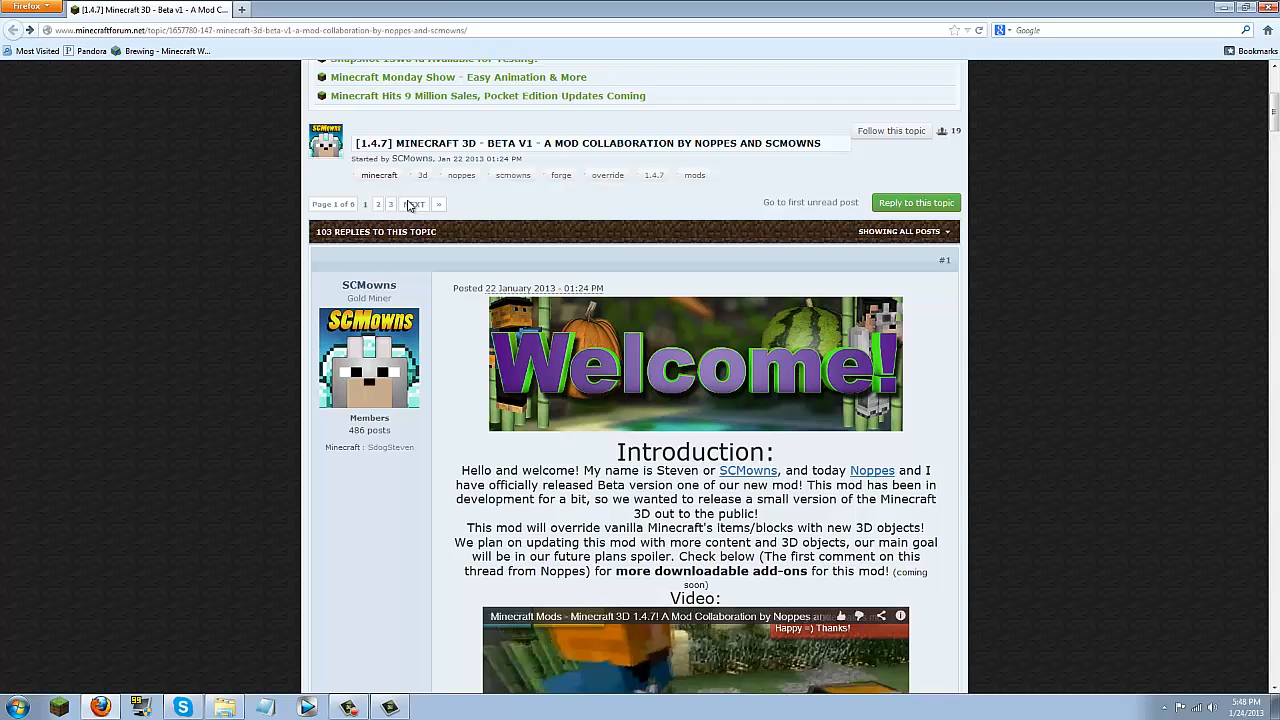 Firefox
[1.4.7] Minecraft 3D - Beta v1 - A Mod C...
www.minecraftforum.net/topic/1657780-147-minecraft-3d-beta-v1-a-mod-collaboration-by-noppes-and-scmowns/
Google
Most Visited
Pandora
Brewing - Minecraft W...
Bookmarks
Minecraft Monday Show - Easy Animation & More
Minecraft Hits 9 Million Sales, Pocket Edition Updates Coming
SCMowns
Follow this topic
19
[1.4.7] MINECRAFT 3D - BETA V1 - A MOD COLLABORATION BY NOPPES AND SCMOWNS
Started by SCMowns, Jan 22 2013 01:24 PM
minecraft 3d noppes scmowns forge override 1.4.7 mods
Page 1 of 6 1 2 3 NEXT »
Go to first unread post
Reply to this topic
103 REPLIES TO THIS TOPIC
SHOWING ALL POSTS
#1
SCMowns
Gold Miner
SCMowns
Members
486 posts
Minecraft : SdogSteven
Posted 22 January 2013 - 01:24 PM
Welcome!
Introduction:
Hello and welcome! My name is Steven or SCMowns, and today Noppes and I
have officially released Beta version one of our new mod! This mod has been in
development for a bit, so we wanted to release a small version of the Minecraft
3D out to the public!
This mod will override vanilla Minecraft's items/blocks with new 3D objects!
We plan on updating this mod with more content and 3D objects, our main goal
will be in our future plans spoiler. Check below (The first comment on this
thread from Noppes) for more downloadable add-ons for this mod! (coming
soon)
Video:
Minecraft Mods - Minecraft 3D 1.4.7! A Mod Collaboration by Noppes an
Happy =) Thanks!
5:48 PM
1/24/2013